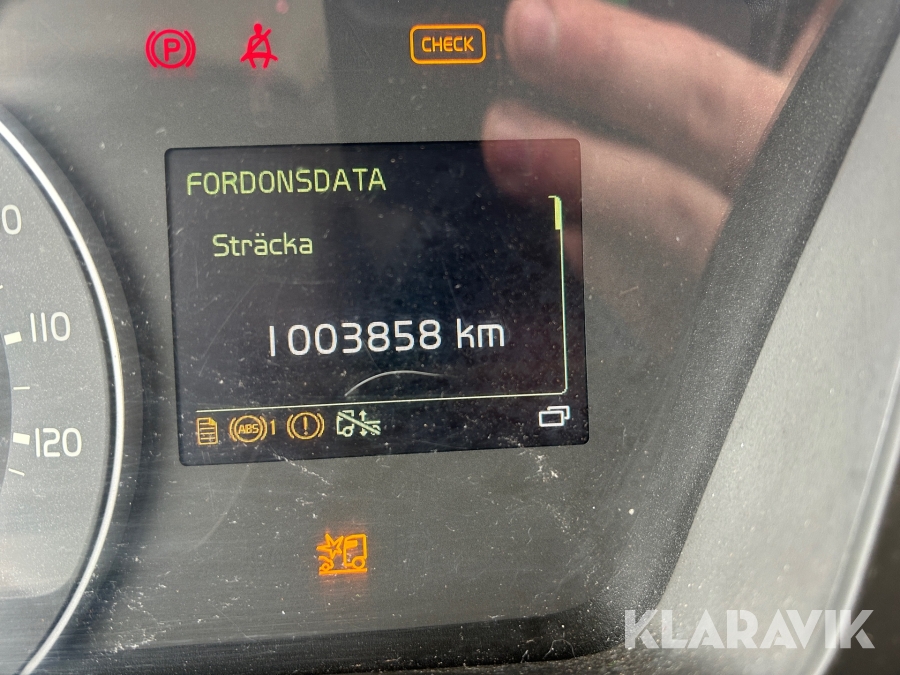 P
CHECK
FORDONSDATA
Sträcka
1003858 km
0
110
120
ABS 1
!
KLARAVIK